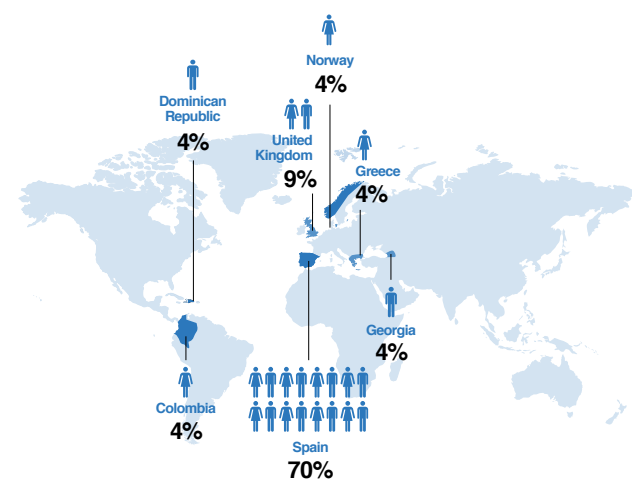 Norway
4%
Dominican
Republic
4%
United
Kingdom
9%
Greece
4%
Georgia
4%
Colombia
4%
Spain
70%